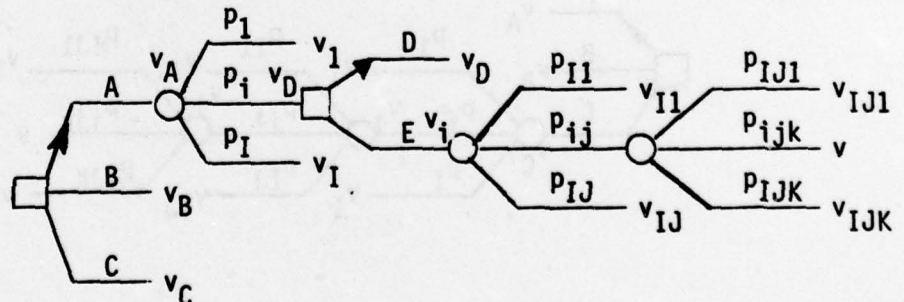 p1 v1 D vD
vA pI1 vI1 pIJ1 vIJ1
A pi vD
E vi pij pijk v
pI vI
B vB
pIJ vIJ pIJK vIJK
C vC